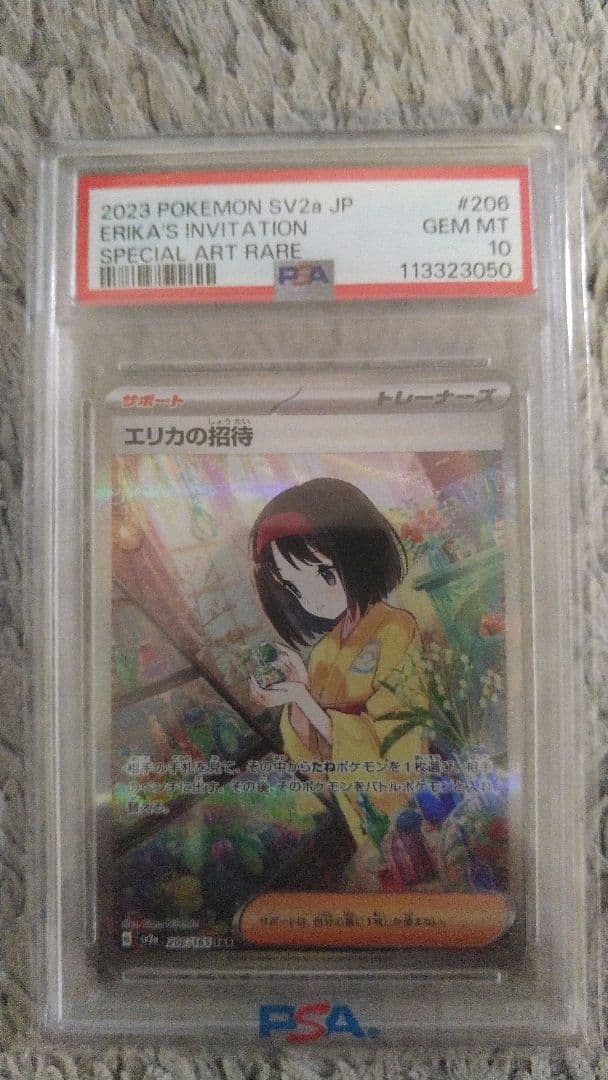 2023 POKEMON SV2a JP #206
ERIKA'S INVITATION GEM MT
SPECIAL ART RARE 10
PSA 113323050
サポート トレーナーズ
しょうたい
エリカの招待
相手の手札を見て、その中からたねポケモンを1枚選び、相手
のベンチに出す。その後、そのポケモンをバトルポケモンと入れ
替える。
サポートは、自分の番に1枚しか使えない。
sv2a 206/165
PSA